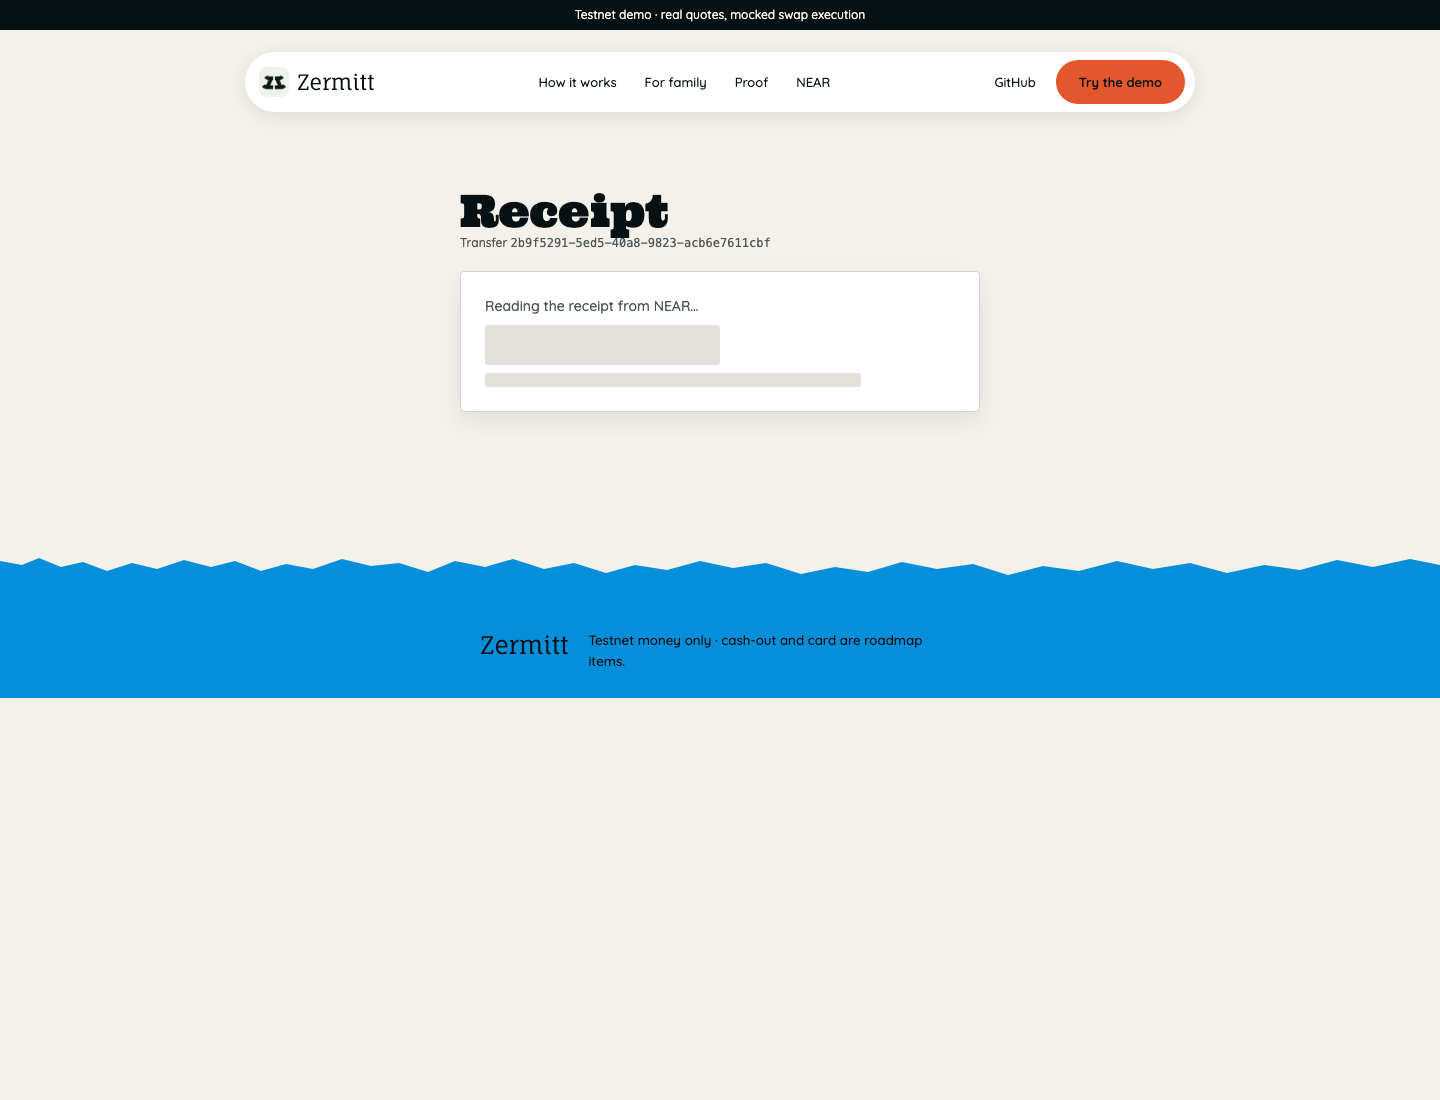 Testnet demo · real quotes, mocked swap execution
Zermitt
How it works
For family
Proof
NEAR
GitHub
Try the demo
Receipt
Transfer 2b9f5291-5ed5-40a8-9823-acb6e7611cbf
Reading the receipt from NEAR…
Zermitt
Testnet money only · cash-out and card are roadmap
items.